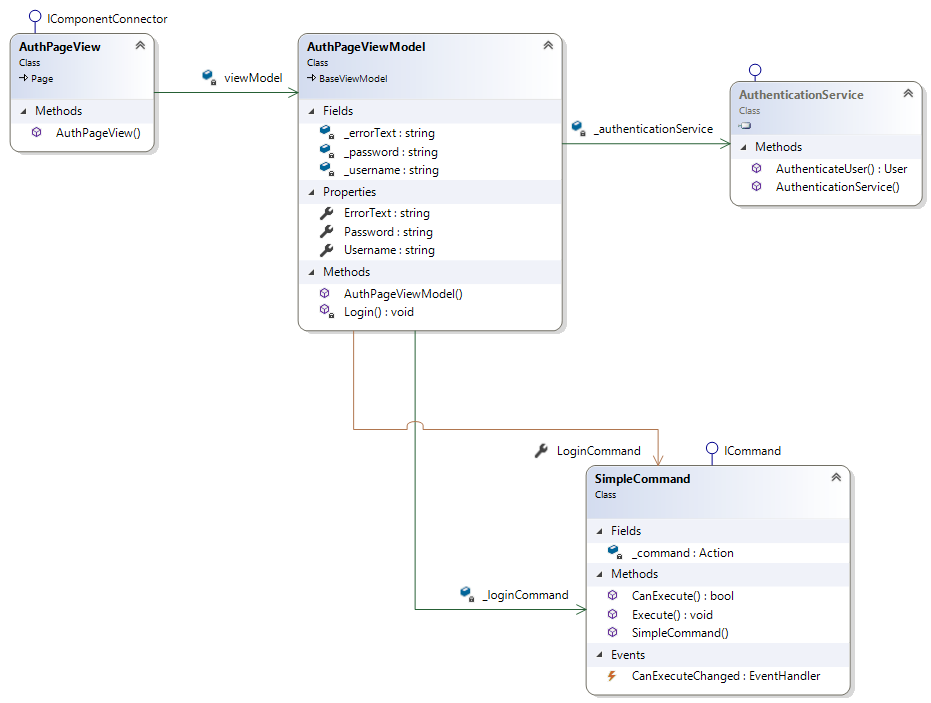 IComponentConnector
AuthPageView
Class
Page
Methods
AuthPageView()
viewModel
AuthPageViewModel
Class
BaseViewModel
Fields
_errorText : string
_password : string
_username : string
Properties
ErrorText : string
Password : string
Username : string
Methods
AuthPageViewModel()
Login() : void
_authenticationService
AuthenticationService
Class
Methods
AuthenticateUser() : User
AuthenticationService()
LoginCommand
ICommand
_loginCommand
SimpleCommand
Class
Fields
_command : Action
Methods
CanExecute() : bool
Execute() : void
SimpleCommand()
Events
CanExecuteChanged : EventHandler